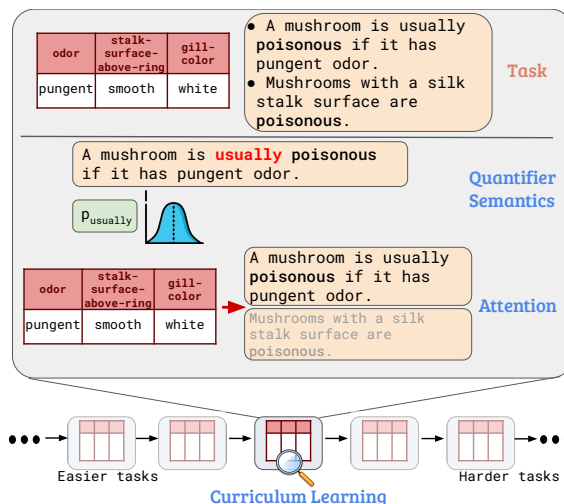 odor
stalk-surface-above-ring
gill-color
pungent
smooth
white
● A mushroom is usually
poisonous if it has
pungent odor.
● Mushrooms with a silk
stalk surface are
poisonous.
Task
A mushroom is usually poisonous
if it has pungent odor.
Quantifier
Semantics
p_usually
odor
stalk-surface-above-ring
gill-color
pungent
smooth
white
A mushroom is usually
poisonous if it has
pungent odor.
Mushrooms with a silk
stalk surface are
poisonous.
Attention
Easier tasks
Harder tasks
Curriculum Learning